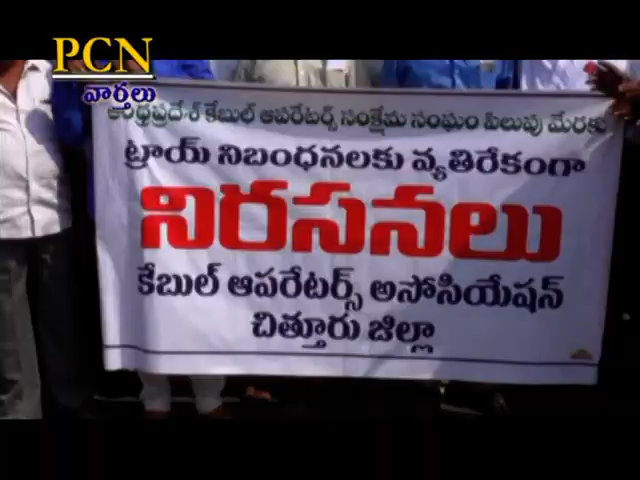 PCN
వార్తలు
ఆంధ్రప్రదేశ్ కేబుల్ ఆపరేటర్స్ సంక్షేమ సంఘం పిలుపు మేరకు
ట్రాయ్ నిబంధనలకు వ్యతిరేకంగా
నిరసనలు
కేబుల్ ఆపరేటర్స్ అసోసియేషన్
చిత్తూరు జిల్లా